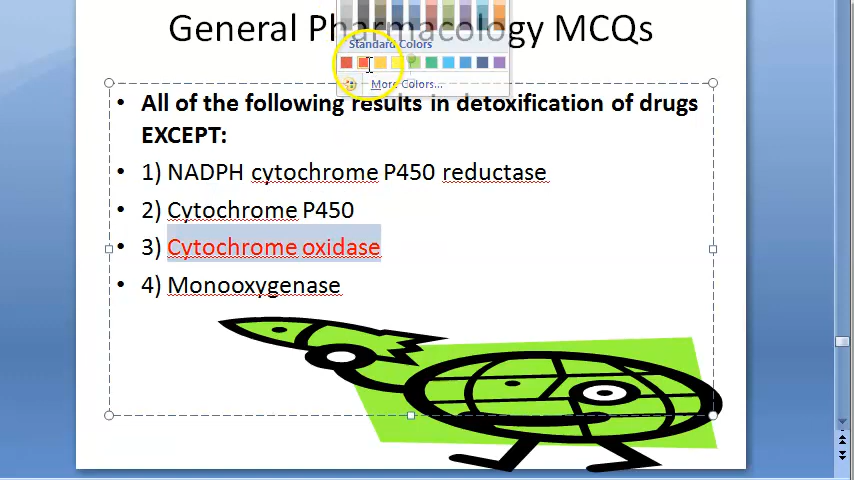 General Pharmacology MCQs
Standard Colors
More Colors...
• All of the following results in detoxification of drugs
EXCEPT:
• 1) NADPH cytochrome P450 reductase
• 2) Cytochrome P450
• 3) Cytochrome oxidase
• 4) Monooxygenase